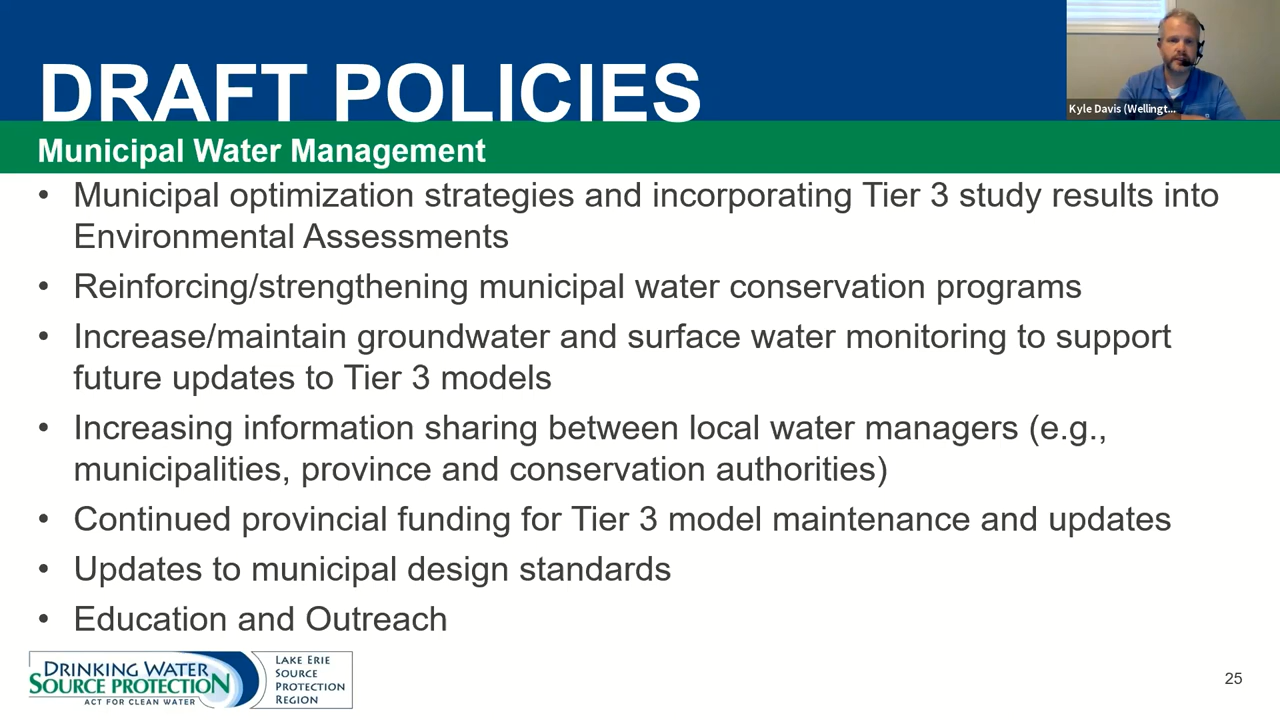 DRAFT POLICIES
Kyle Davis (Wellingt...
Municipal Water Management
• Municipal optimization strategies and incorporating Tier 3 study results into
Environmental Assessments
• Reinforcing/strengthening municipal water conservation programs
• Increase/maintain groundwater and surface water monitoring to support
future updates to Tier 3 models
• Increasing information sharing between local water managers (e.g.,
municipalities, province and conservation authorities)
• Continued provincial funding for Tier 3 model maintenance and updates
• Updates to municipal design standards
• Education and Outreach
DRINKING WATER
SOURCE PROTECTION
ACT FOR CLEAN WATER
LAKE ERIE
SOURCE
PROTECTION
REGION
25